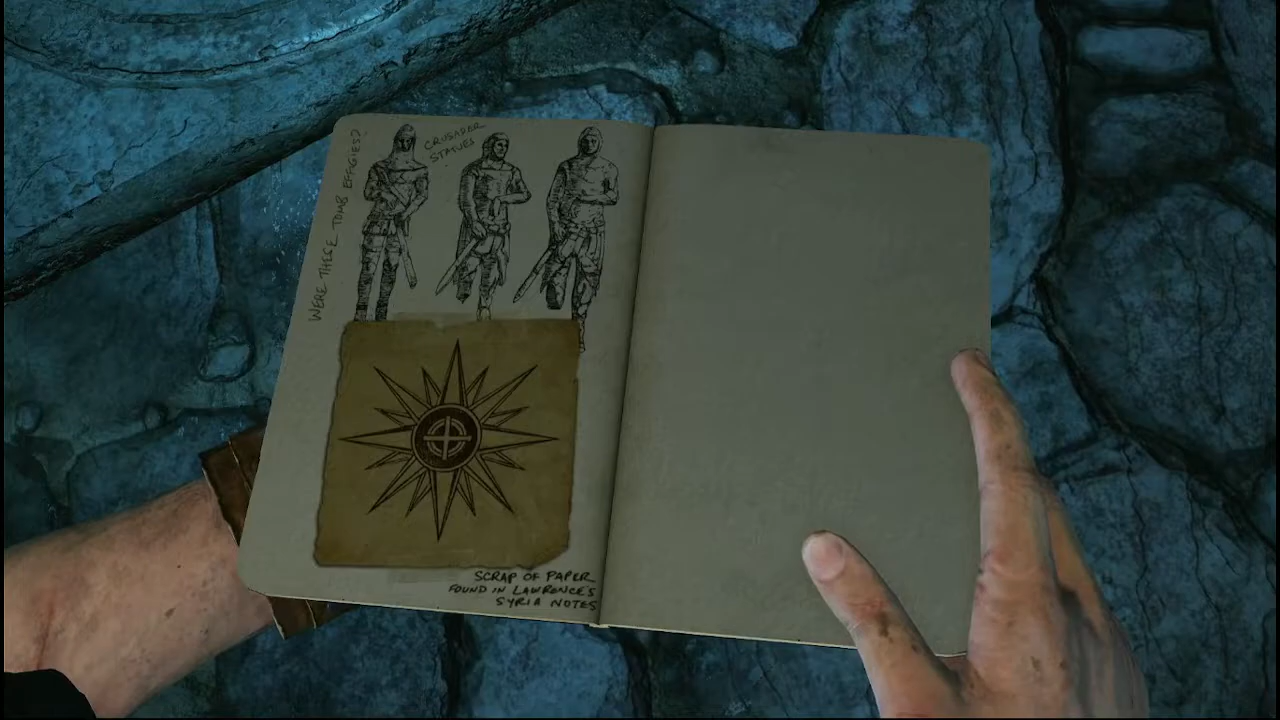 WERE THESE TOMB EFFIGIES?
CRUSADER
STATUES
SCRAP OF PAPER
FOUND IN LAWRENCE'S
SYRIA NOTES